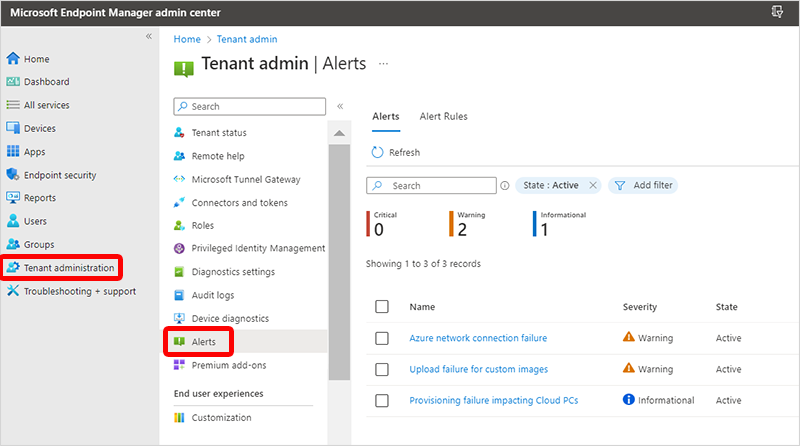 Microsoft Endpoint Manager admin center
«
Home
Dashboard
All services
Devices
Apps
Endpoint security
Reports
Users
Groups
Tenant administration
Troubleshooting + support
Home > Tenant admin
Tenant admin | Alerts ...
Search «
Tenant status
Remote help
Microsoft Tunnel Gateway
Connectors and tokens
Roles
Privileged Identity Management
Diagnostics settings
Audit logs
Device diagnostics
Alerts
Premium add-ons
End user experiences
Customization
Alerts Alert Rules
Refresh
Search State : Active Add filter
Critical Warning Informational
0 2 1
Showing 1 to 3 of 3 records
Name Severity State
Azure network connection failure Warning Active
Upload failure for custom images Warning Active
Provisioning failure impacting Cloud PCs Informational Active